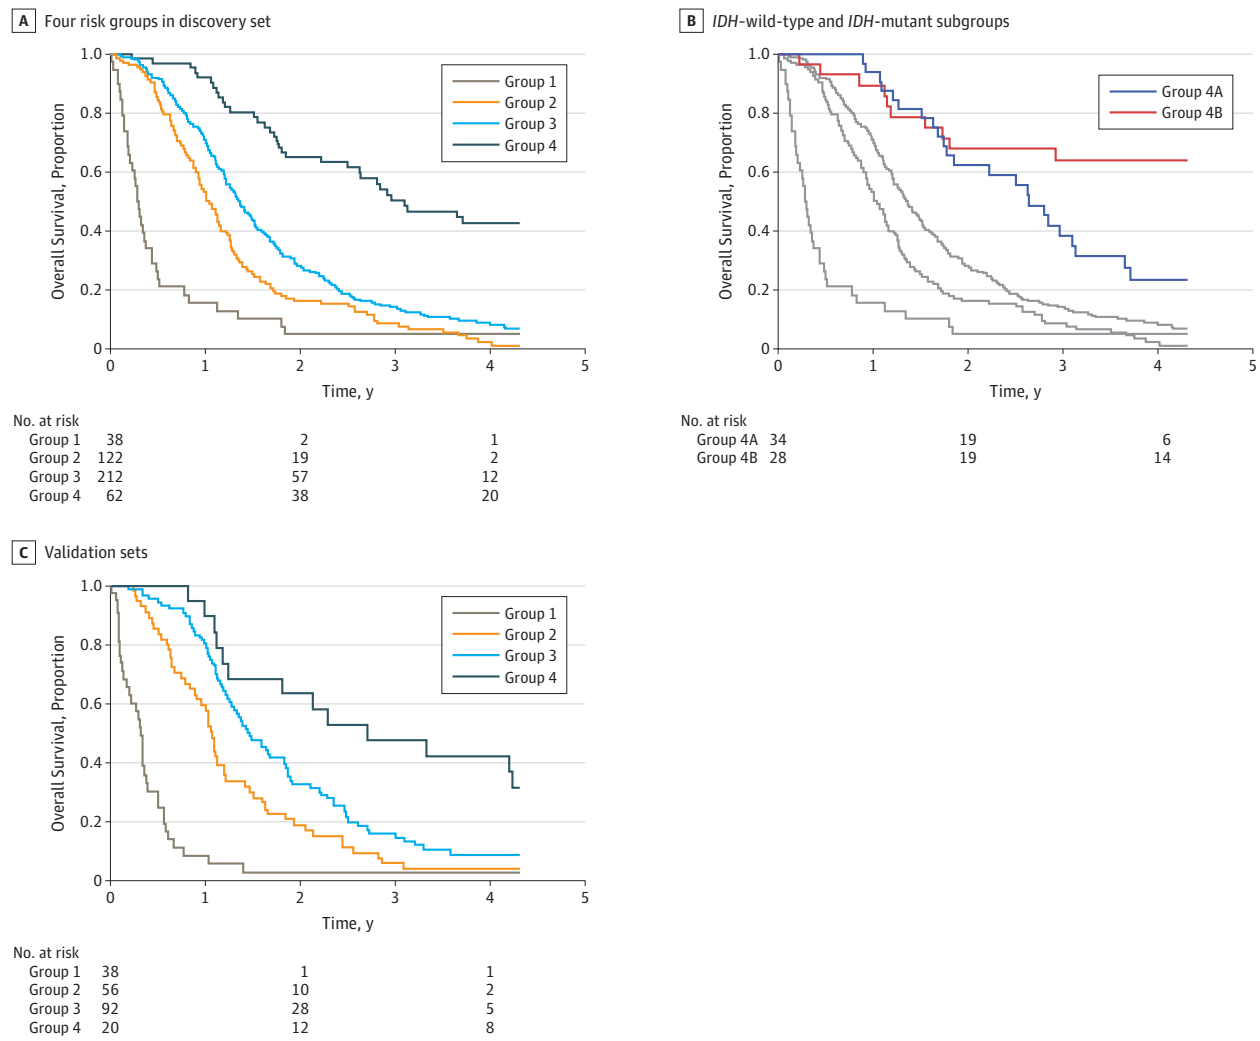 A Four risk groups in discovery set
1.0
0.8
0.6
0.4
0.2
0
Overall Survival, Proportion
Group 1
Group 2
Group 3
Group 4
0 1 2 3 4 5
Time, y
No. at risk
Group 1 38 2 1
Group 2 122 19 2
Group 3 212 57 12
Group 4 62 38 20
B IDH-wild-type and IDH-mutant subgroups
1.0
0.8
0.6
0.4
0.2
0
Overall Survival, Proportion
Group 4A
Group 4B
0 1 2 3 4 5
Time, y
No. at risk
Group 4A 34 19 6
Group 4B 28 19 14
C Validation sets
1.0
0.8
0.6
0.4
0.2
0
Overall Survival, Proportion
Group 1
Group 2
Group 3
Group 4
0 1 2 3 4 5
Time, y
No. at risk
Group 1 38 1 1
Group 2 56 10 2
Group 3 92 28 5
Group 4 20 12 8